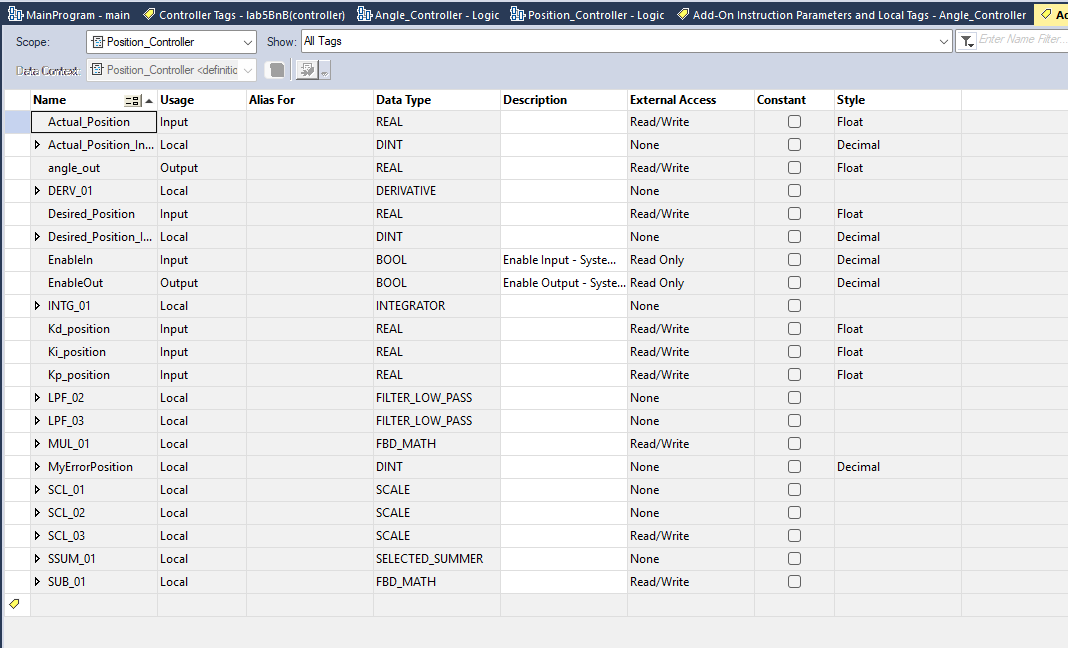 MainProgram - main Controller Tags - lab5BnB(controller) Angle_Controller - Logic Position_Controller - Logic Add-On Instruction Parameters and Local Tags - Angle_Controller Ad
Scope: Position_Controller Show: All Tags Enter Name Filter...
Data Context: Position_Controller <definitic
Name Usage Alias For Data Type Description External Access Constant Style
Actual_Position Input REAL Read/Write Float
Actual_Position_In... Local DINT None Decimal
angle_out Output REAL Read/Write Float
DERV_01 Local DERIVATIVE None
Desired_Position Input REAL Read/Write Float
Desired_Position_I... Local DINT None Decimal
EnableIn Input BOOL Enable Input - Syste... Read Only Decimal
EnableOut Output BOOL Enable Output - Syste... Read Only Decimal
INTG_01 Local INTEGRATOR None
Kd_position Input REAL Read/Write Float
Ki_position Input REAL Read/Write Float
Kp_position Input REAL Read/Write Float
LPF_02 Local FILTER_LOW_PASS None
LPF_03 Local FILTER_LOW_PASS None
MUL_01 Local FBD_MATH Read/Write
MyErrorPosition Local DINT None Decimal
SCL_01 Local SCALE None
SCL_02 Local SCALE None
SCL_03 Local SCALE Read/Write
SSUM_01 Local SELECTED_SUMMER None
SUB_01 Local FBD_MATH Read/Write